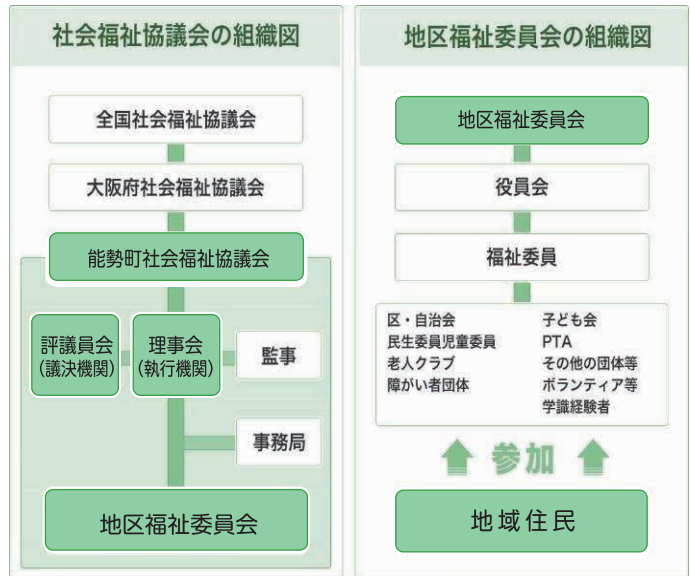 社会福祉協議会の組織図
全国社会福祉協議会
大阪府社会福祉協議会
能勢町社会福祉協議会
評議員会
(議決機関)
理事会
(執行機関)
監事
事務局
地区福祉委員会
地区福祉委員会の組織図
地区福祉委員会
役員会
福祉委員
区・自治会
民生委員児童委員
老人クラブ
障がい者団体
子ども会
PTA
その他の団体等
ボランティア等
学識経験者
参加
地域住民